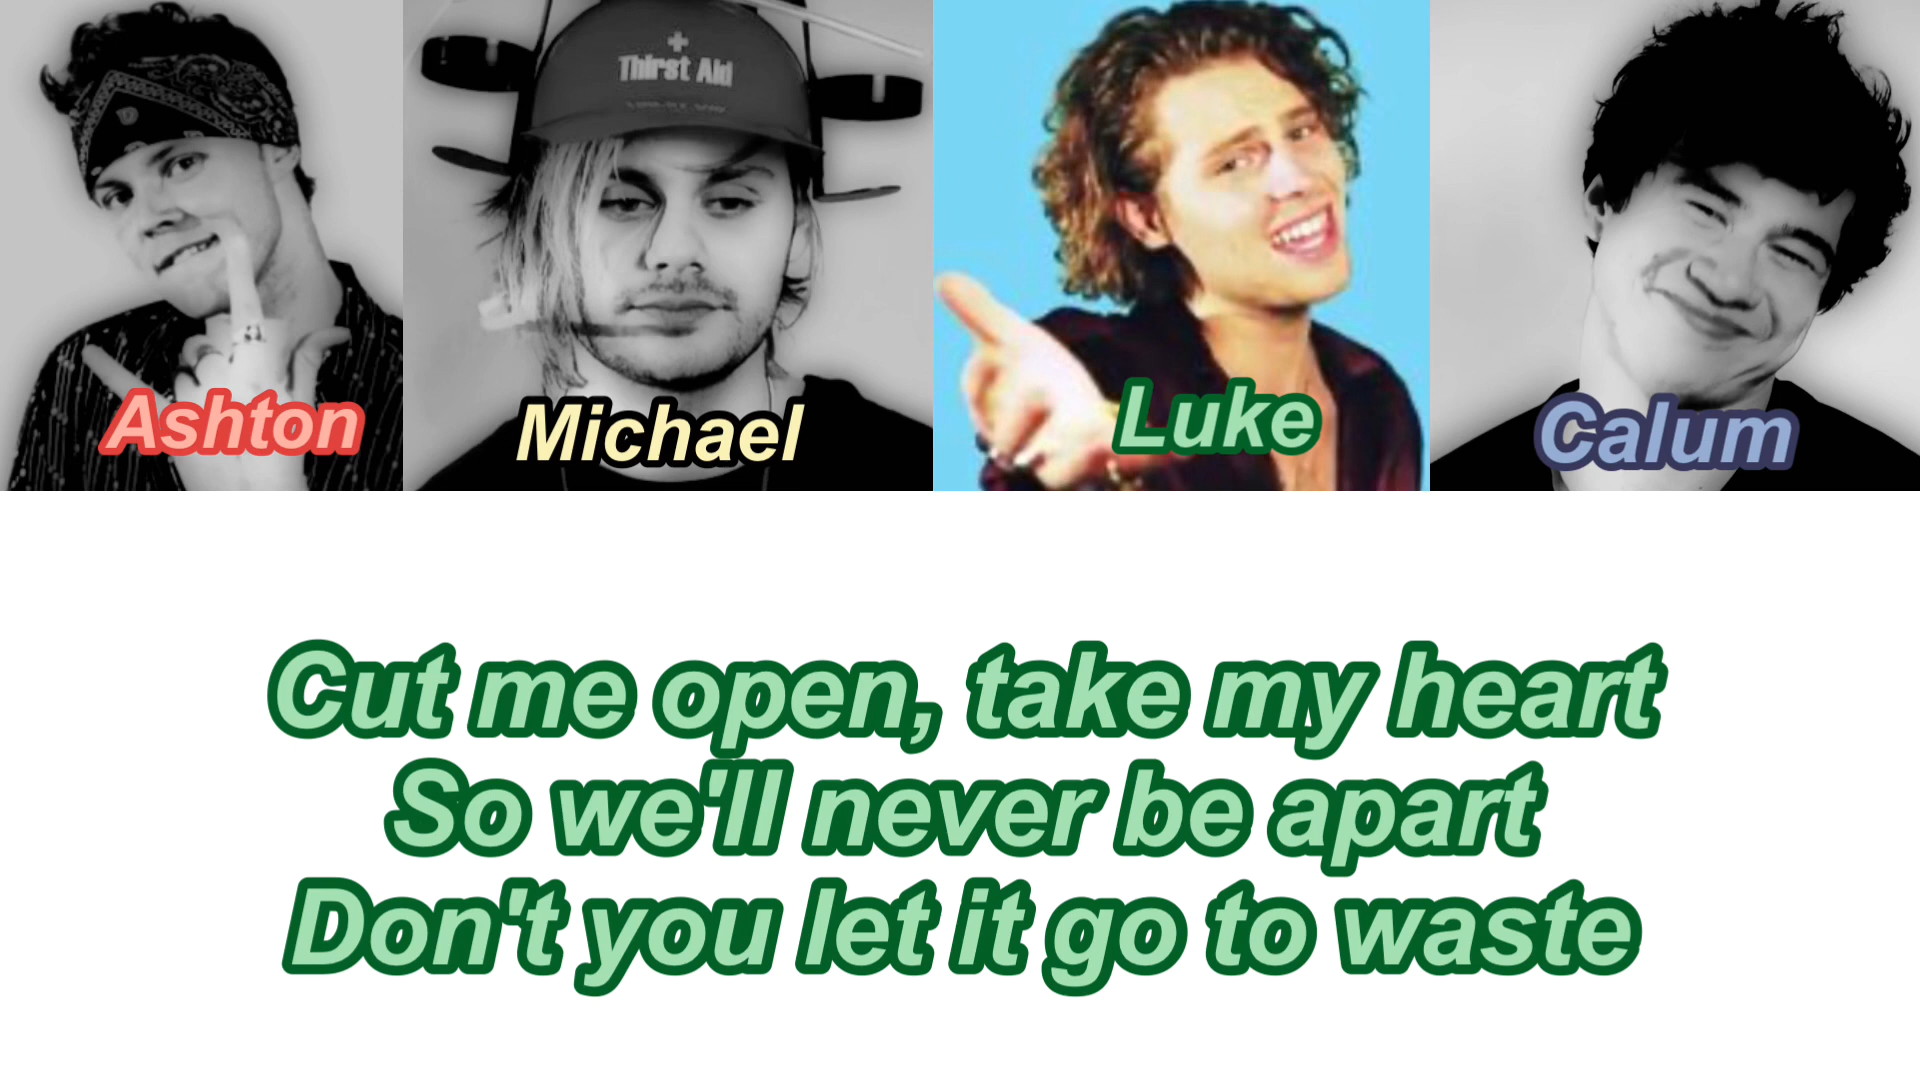 Thirst Aid
Ashton
Michael
Luke
Calum
Cut me open, take my heart
So we'll never be apart
Don't you let it go to waste